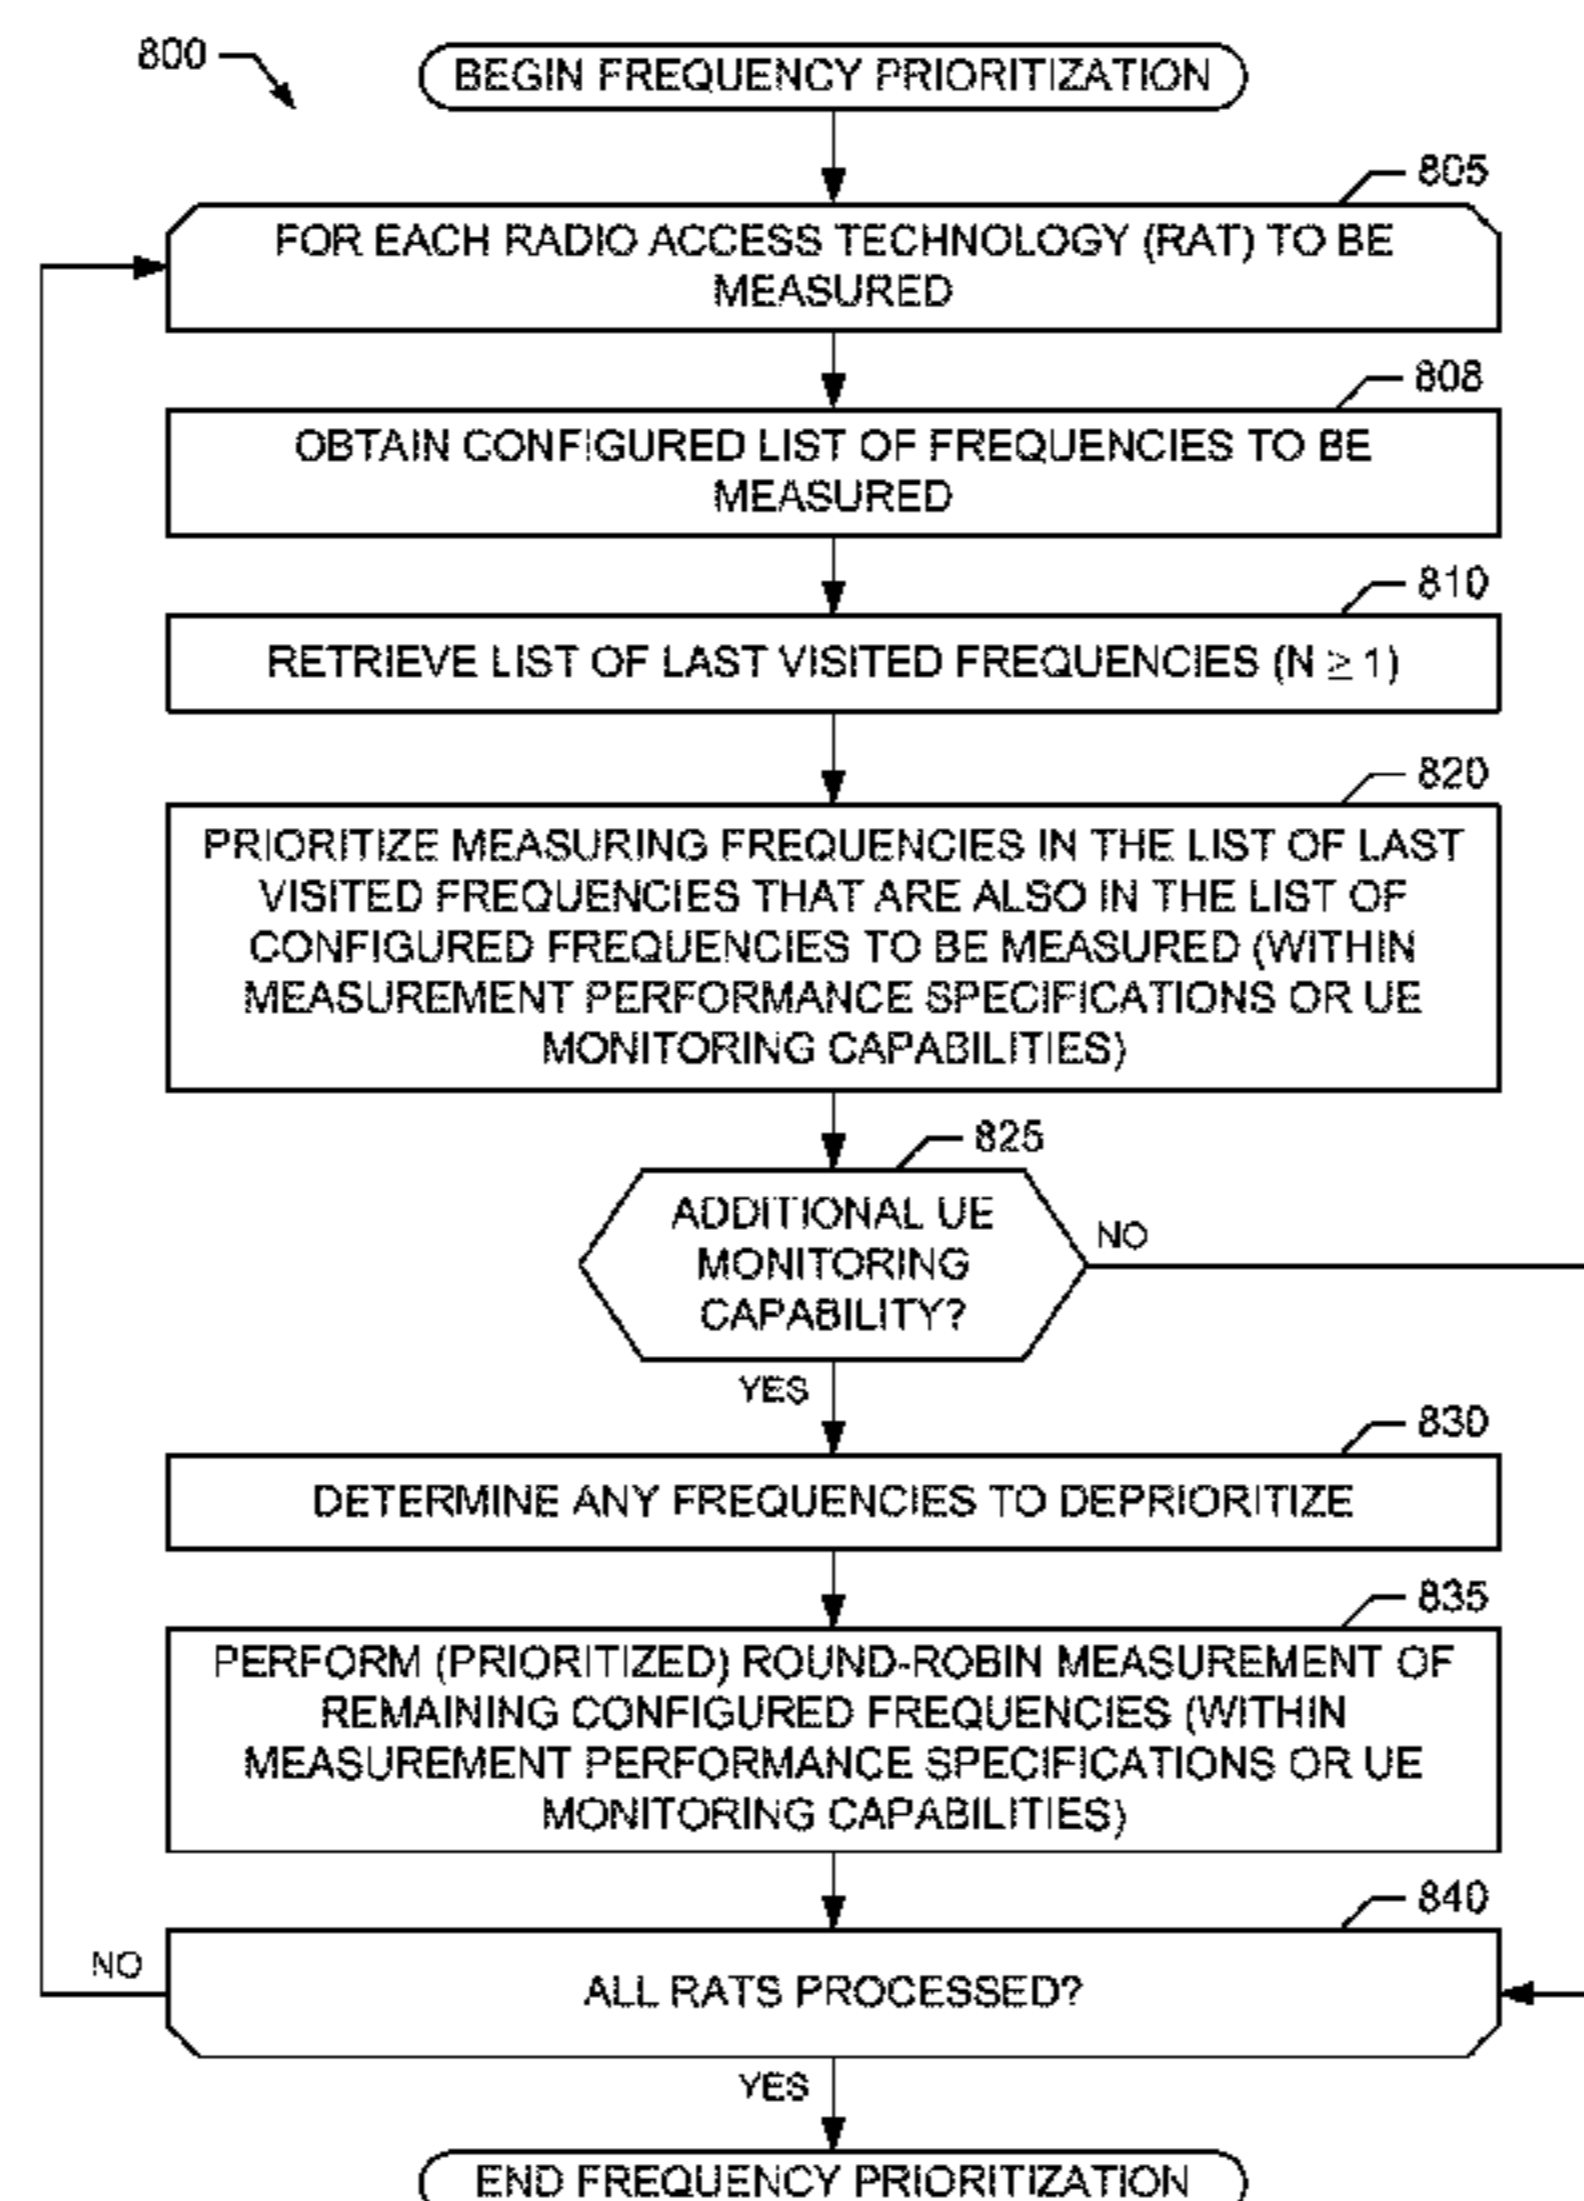 800
BEGIN FREQUENCY PRIORITIZATION
805
FOR EACH RADIO ACCESS TECHNOLOGY (RAT) TO BE
MEASURED
808
OBTAIN CONFIGURED LIST OF FREQUENCIES TO BE
MEASURED
810
RETRIEVE LIST OF LAST VISITED FREQUENCIES (N ≥ 1)
820
PRIORITIZE MEASURING FREQUENCIES IN THE LIST OF LAST
VISITED FREQUENCIES THAT ARE ALSO IN THE LIST OF
CONFIGURED FREQUENCIES TO BE MEASURED (WITHIN
MEASUREMENT PERFORMANCE SPECIFICATIONS OR UE
MONITORING CAPABILITIES)
825
ADDITIONAL UE
MONITORING
CAPABILITY?
NO
YES
830
DETERMINE ANY FREQUENCIES TO DEPRIORITIZE
835
PERFORM (PRIORITIZED) ROUND-ROBIN MEASUREMENT OF
REMAINING CONFIGURED FREQUENCIES (WITHIN
MEASUREMENT PERFORMANCE SPECIFICATIONS OR UE
MONITORING CAPABILITIES)
840
NO
ALL RATS PROCESSED?
YES
END FREQUENCY PRIORITIZATION